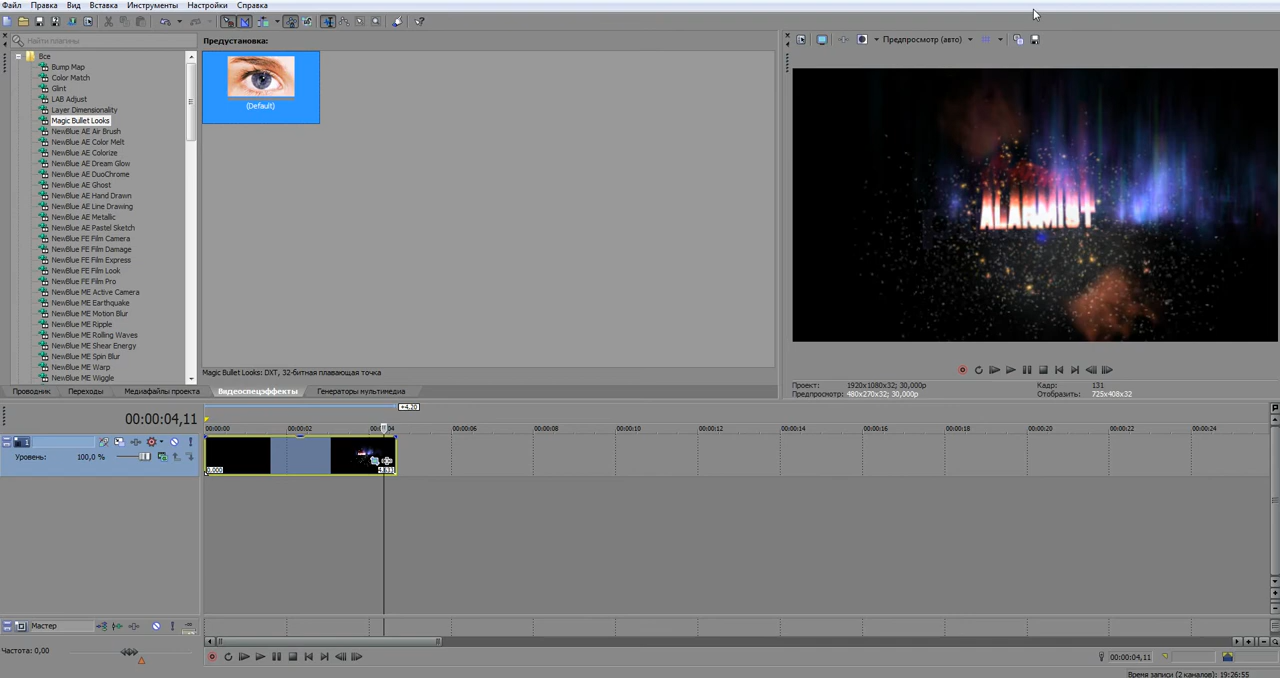 Файл Правка Вид Вставка Инструменты Настройки Справка
Найти плагины
Все
Bump Map
Color Match
Glint
LAB Adjust
Layer Dimensionality
Magic Bullet Looks
NewBlue AE Air Brush
NewBlue AE Color Melt
NewBlue AE Colorize
NewBlue AE Dream Glow
NewBlue AE DuoChrome
NewBlue AE Ghost
NewBlue AE Hand Drawn
NewBlue AE Line Drawing
NewBlue AE Metallic
NewBlue AE Pastel Sketch
NewBlue FE Film Camera
NewBlue FE Film Damage
NewBlue FE Film Express
NewBlue FE Film Look
NewBlue FE Film Pro
NewBlue ME Active Camera
NewBlue ME Earthquake
NewBlue ME Motion Blur
NewBlue ME Ripple
NewBlue ME Rolling Waves
NewBlue ME Shear Energy
NewBlue ME Spin Blur
NewBlue ME Warp
NewBlue ME Wiggle
Предустановка:
(Default)
Magic Bullet Looks: DXT, 32-битная плавающая точка
Проводник Переходы Медиафайлы проекта Видеоспецэффекты Генераторы мультимедиа
Предпросмотр (авто)
ALARMIST
Проект: 1920x1080x32; 30,000p Кадр: 131
Предпросмотр: 480x270x32; 30,000p Отобразить: 725x408x32
00:00:04,11
+4,20
00:00:00 00:00:02 00:00:04 00:00:06 00:00:08 00:00:10 00:00:12 00:00:14 00:00:16 00:00:18 00:00:20 00:00:22 00:00:24
Уровень: 100,0 %
0,000
Мастер
Частота: 0,00
00:00:04,11
Время записи (2 каналов): 19:26:55